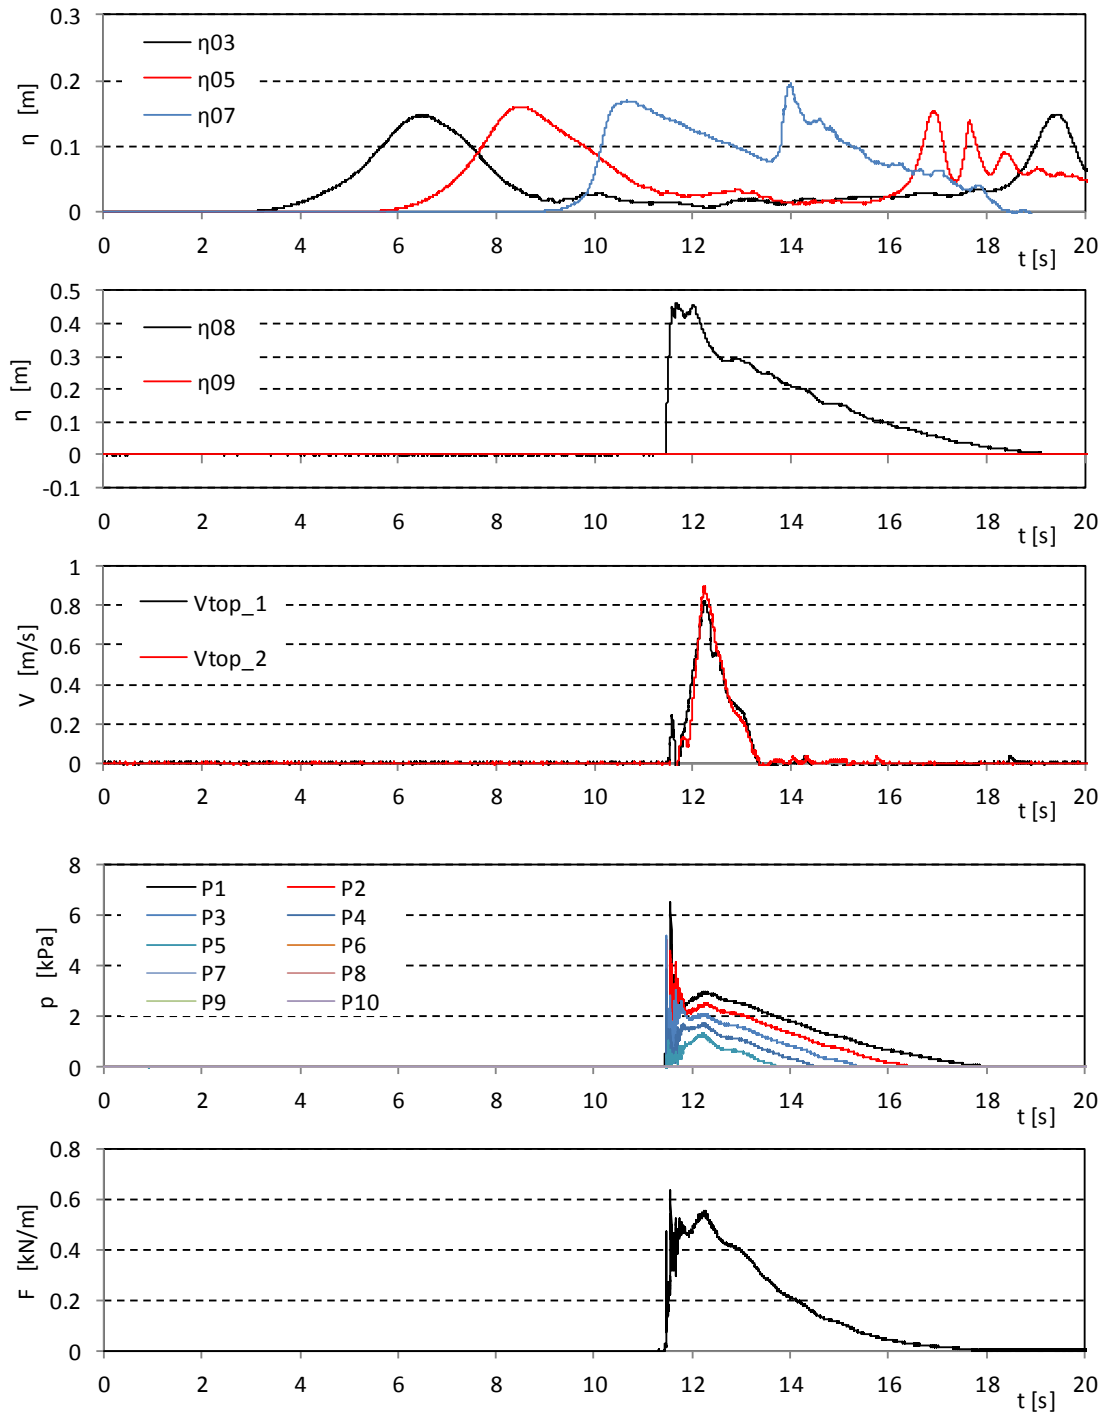 0.3
η03
η05
η07
0.2
0.1
0
η [m]
0 2 4 6 8 10 12 14 16 18 20
t [s]
0.5
0.4
η08
0.3
η09
0.2
0.1
0
-0.1
η [m]
0 2 4 6 8 10 12 14 16 18 20
t [s]
1
0.8
Vtop_1
0.6
Vtop_2
0.4
0.2
0
V [m/s]
0 2 4 6 8 10 12 14 16 18 20
t [s]
8
P1 P2
6
P3 P4
4
P5 P6
P7 P8
2
P9 P10
0
p [kPa]
0 2 4 6 8 10 12 14 16 18 20
t [s]
0.8
0.6
0.4
0.2
0
F [kN/m]
0 2 4 6 8 10 12 14 16 18 20
t [s]